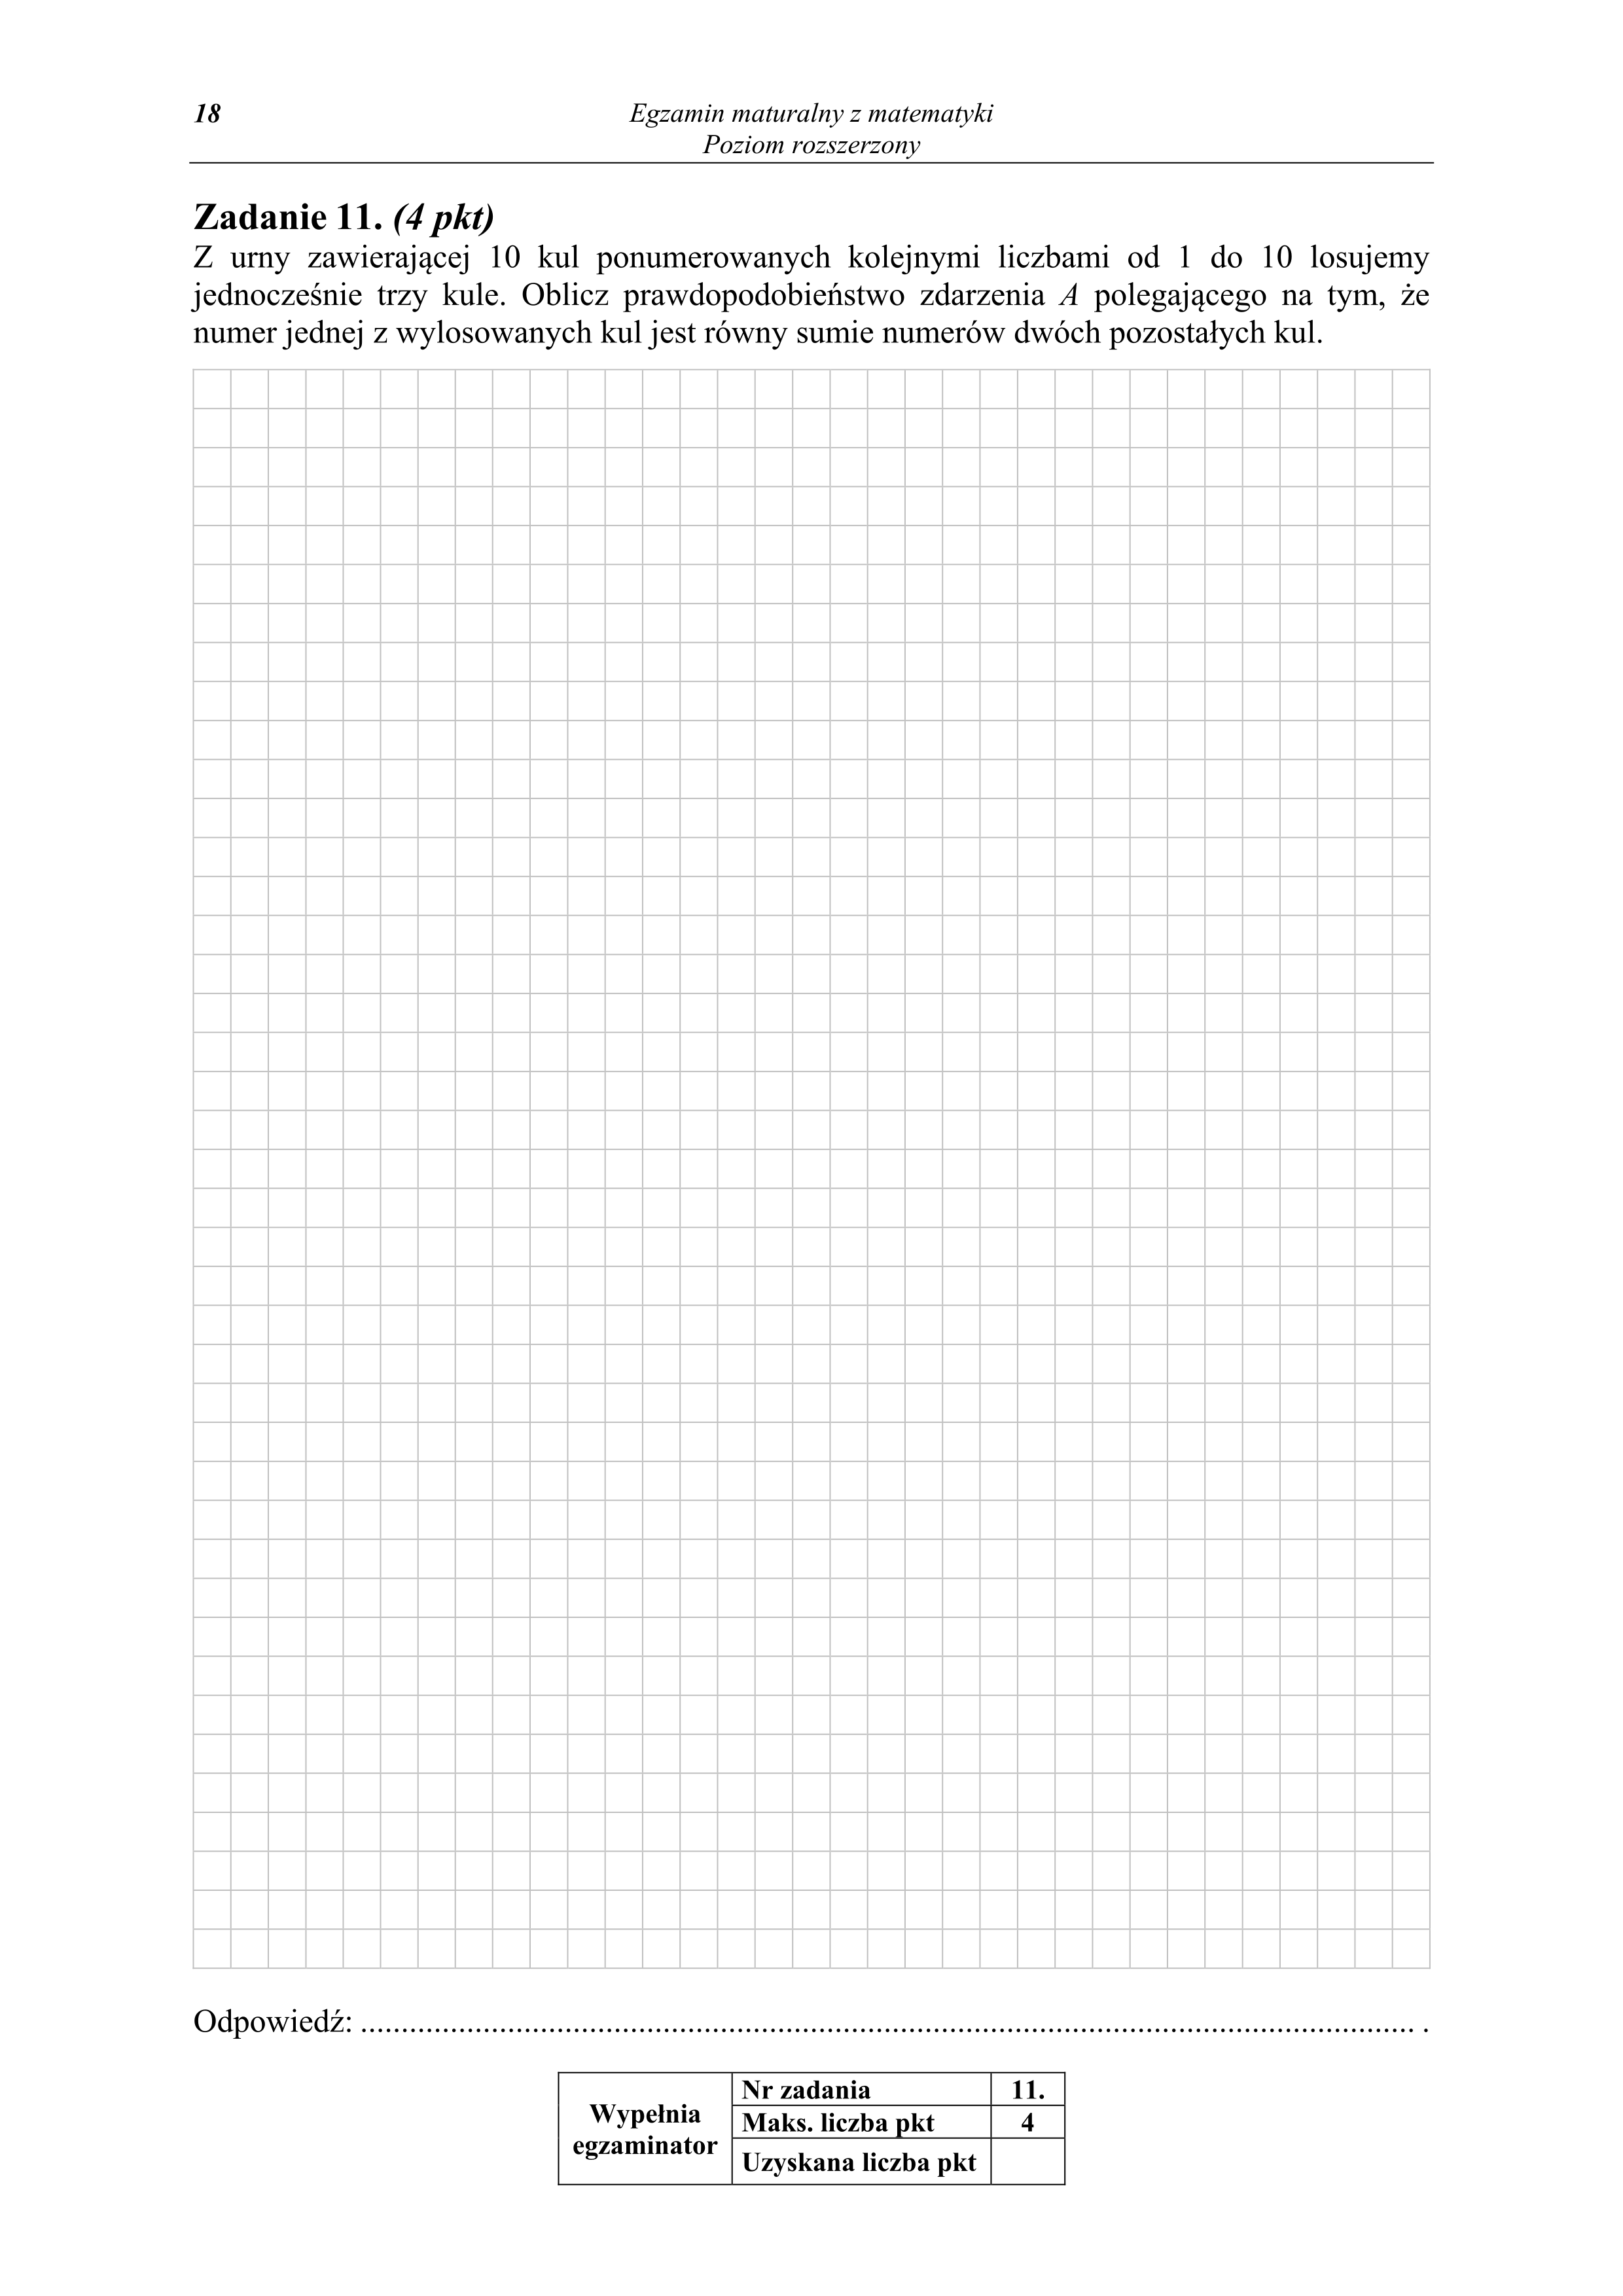 18
Egzamin maturalny z matematyki
Poziom rozszerzony
Zadanie 11. (4 pkt)
Z urny zawierającej 10 kul ponumerowanych kolejnymi liczbami od 1 do 10 losujemy
jednocześnie trzy kule. Oblicz prawdopodobieństwo zdarzenia A polegającego na tym, że
numer jednej z wylosowanych kul jest równy sumie numerów dwóch pozostałych kul.
Odpowiedź: .................................................................................................................................. .
Wypełnia
egzaminator
Nr zadania 11.
Maks. liczba pkt 4
Uzyskana liczba pkt